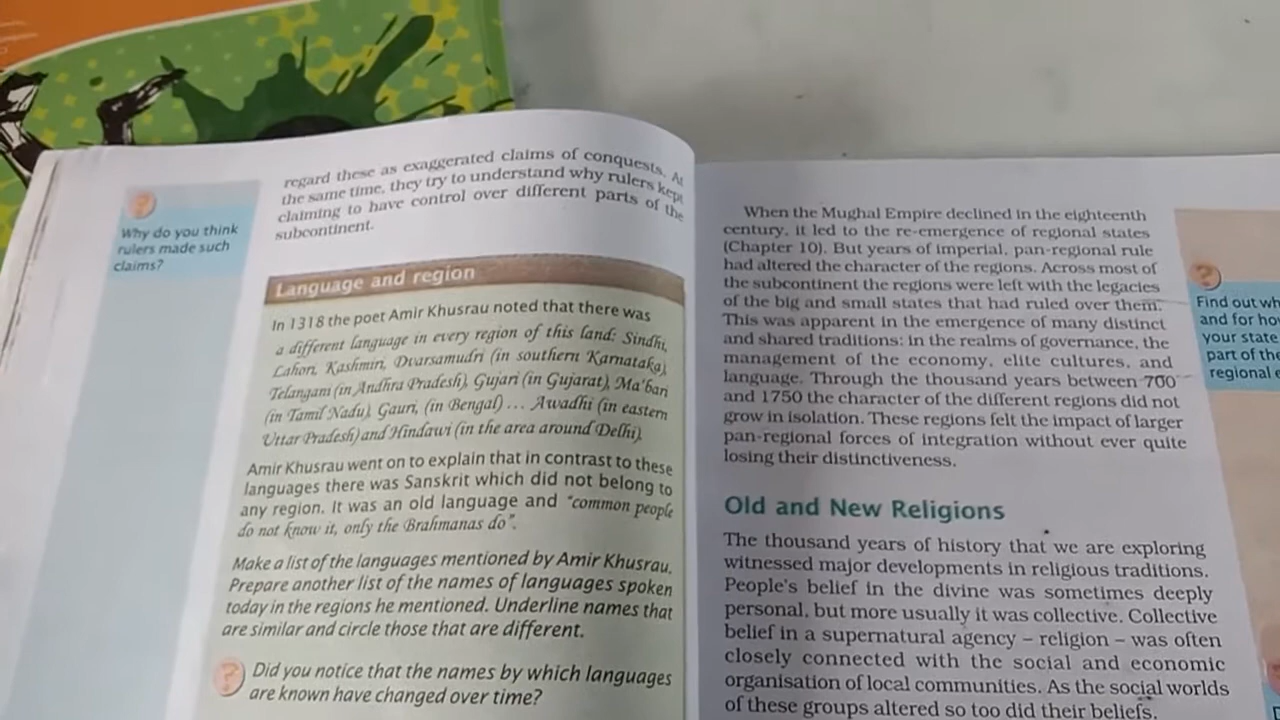 regard these as exaggerated claims of conquests. At
the same time, they try to understand why rulers kept
claiming to have control over different parts of the
subcontinent.
Why do you think
rulers made such
claims?
Language and region
In 1318 the poet Amir Khusrau noted that there was
a different language in every region of this land: Sindhi,
Lahori, Kashmiri, Dvarsamudri (in southern Karnataka),
Telangani (in Andhra Pradesh), Gujari (in Gujarat), Ma'bari
(in Tamil Nadu), Gauri, (in Bengal) ... Awadhi (in eastern
Uttar Pradesh) and Hindawi (in the area around Delhi).
Amir Khusrau went on to explain that in contrast to these
languages there was Sanskrit which did not belong to
any region. It was an old language and "common people
do not know it, only the Brahmanas do".
Make a list of the languages mentioned by Amir Khusrau.
Prepare another list of the names of languages spoken
today in the regions he mentioned. Underline names that
are similar and circle those that are different.
? Did you notice that the names by which languages
are known have changed over time?
When the Mughal Empire declined in the eighteenth
century, it led to the re-emergence of regional states
(Chapter 10). But years of imperial, pan-regional rule
had altered the character of the regions. Across most of
the subcontinent the regions were left with the legacies
of the big and small states that had ruled over them.
This was apparent in the emergence of many distinct
and shared traditions: in the realms of governance, the
management of the economy, elite cultures, and
language. Through the thousand years between 700
and 1750 the character of the different regions did not
grow in isolation. These regions felt the impact of larger
pan-regional forces of integration without ever quite
losing their distinctiveness.
Old and New Religions
The thousand years of history that we are exploring
witnessed major developments in religious traditions.
People's belief in the divine was sometimes deeply
personal, but more usually it was collective. Collective
belief in a supernatural agency – religion – was often
closely connected with the social and economic
organisation of local communities. As the social worlds
of these groups altered so too did their beliefs.
?
Find out
and for
your state
part of the
regional